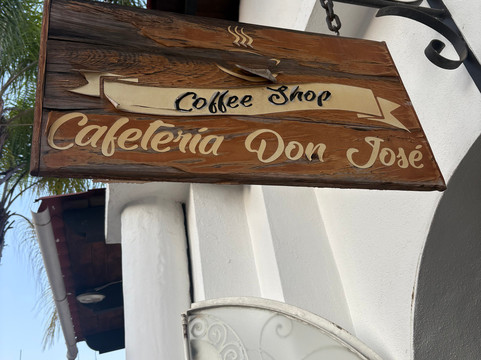 Coffee Shop
Cafetería Don José